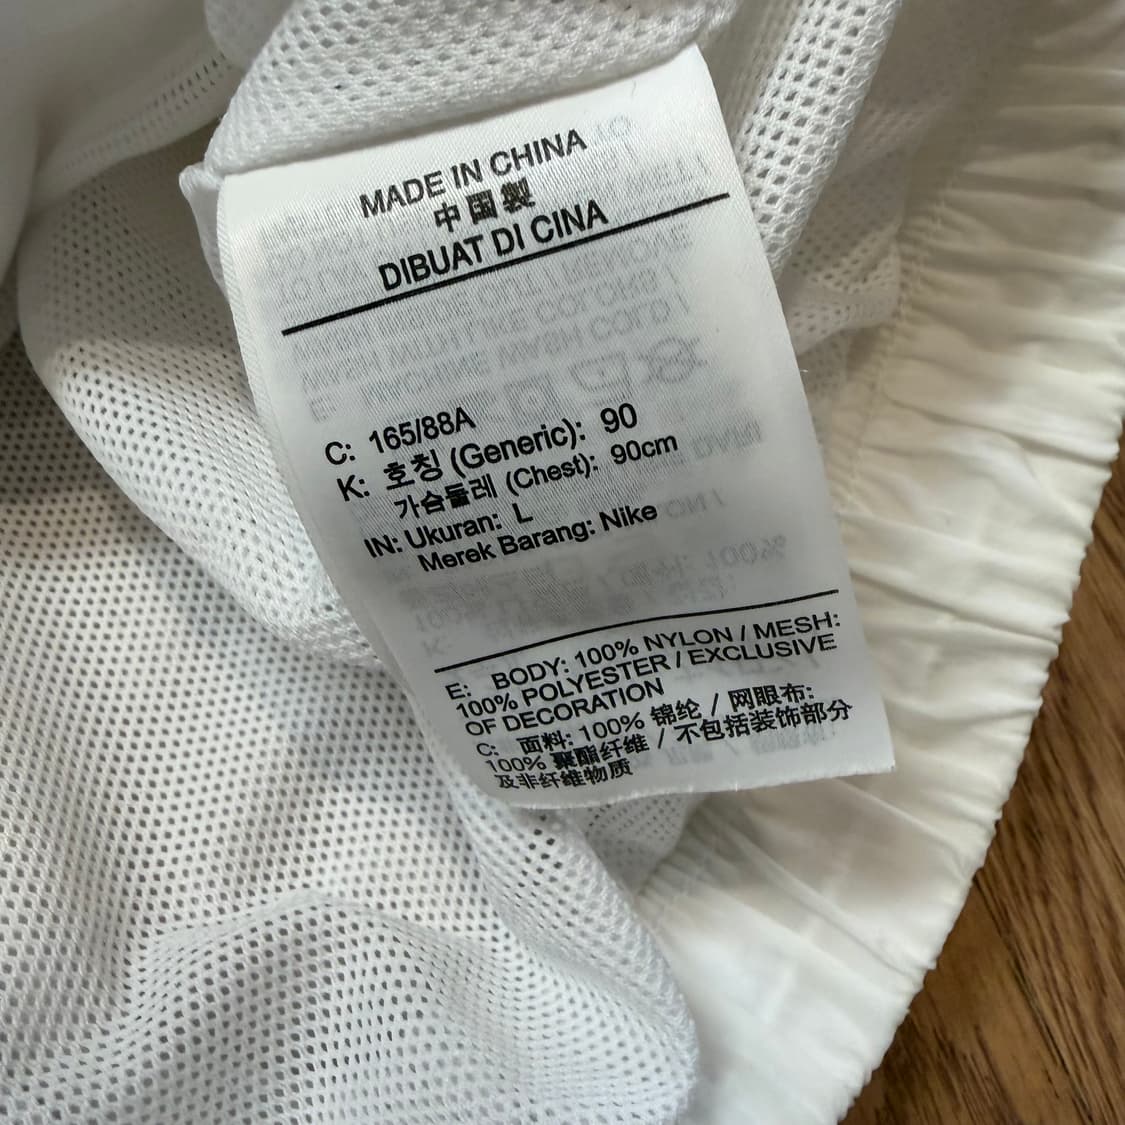 MADE IN CHINA
中国製
DIBUAT DI CINA
C: 165/88A
K: 호칭 (Generic): 90
가슴둘레 (Chest): 90cm
IN: Ukuran: L
Merek Barang: Nike
E: BODY: 100% NYLON / MESH:
100% POLYESTER / EXCLUSIVE
OF DECORATION
C: 面料: 100% 锦纶 / 网眼布:
100% 聚酯纤维 / 不包括装饰部分
及非纤维物质